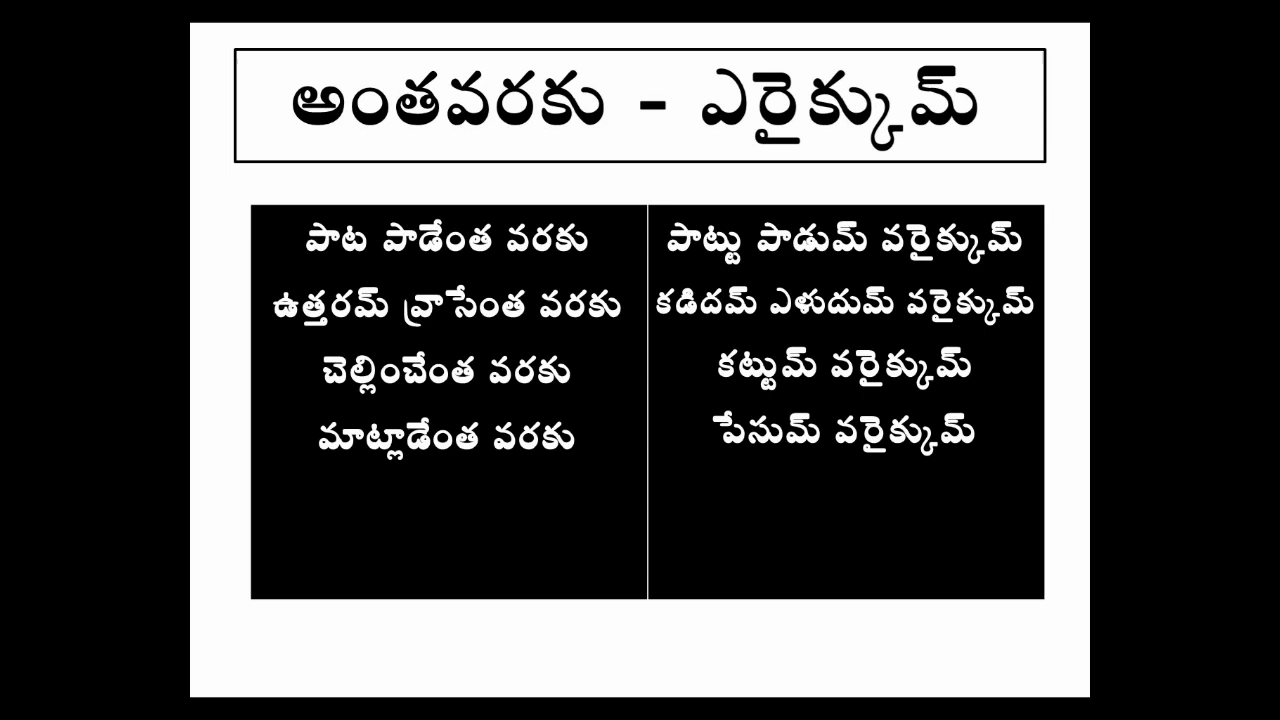 అంతవరకు - ఎరైక్కుమ్
పాట పాడేంత వరకు
ఉత్తరమ్ వ్రాసేంత వరకు
చెల్లించేంత వరకు
మాట్లాడేంత వరకు
పాట్టు పాడుమ్ వరైక్కుమ్
కడిదమ్ ఎళుదుమ్ వరైక్కుమ్
కట్టుమ్ వరైక్కుమ్
పేసుమ్ వరైక్కుమ్